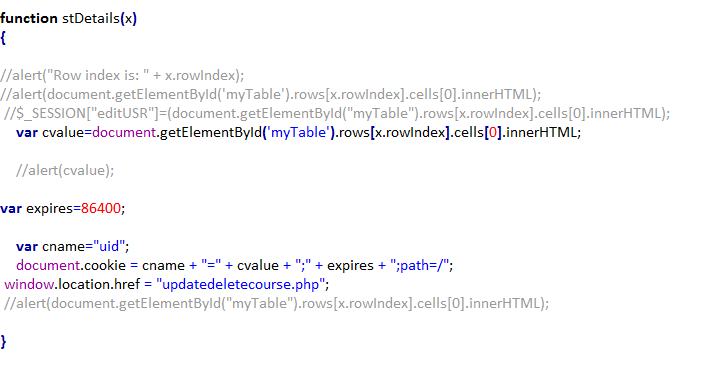 function stDetails(x)
{
//alert("Row index is: " + x.rowIndex);
//alert(document.getElementById('myTable').rows[x.rowIndex].cells[0].innerHTML);
//$_SESSION["editUSR"]=(document.getElementById("myTable").rows[x.rowIndex].cells[0].innerHTML);
var cvalue=document.getElementById('myTable').rows[x.rowIndex].cells[0].innerHTML;
//alert(cvalue);
var expires=86400;
var cname="uid";
document.cookie = cname + "=" + cvalue + ";" + expires + ";path=/";
window.location.href = "updatedeletecourse.php";
//alert(document.getElementById("myTable").rows[x.rowIndex].cells[0].innerHTML);
}